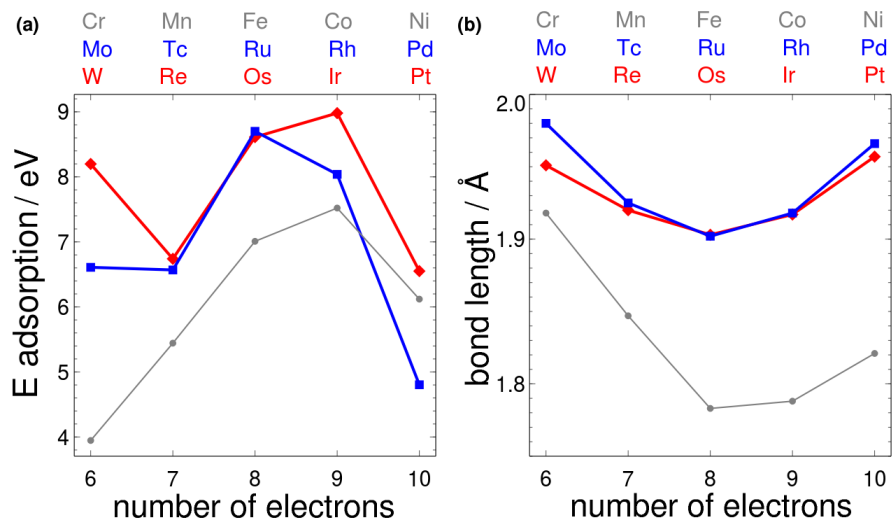 (a)
Cr Mn Fe Co Ni
Mo Tc Ru Rh Pd
W Re Os Ir Pt
E adsorption / eV
9
8
7
6
5
4
6 7 8 9 10
number of electrons
(b)
Cr Mn Fe Co Ni
Mo Tc Ru Rh Pd
W Re Os Ir Pt
bond length / Å
2.0
1.9
1.8
6 7 8 9 10
number of electrons